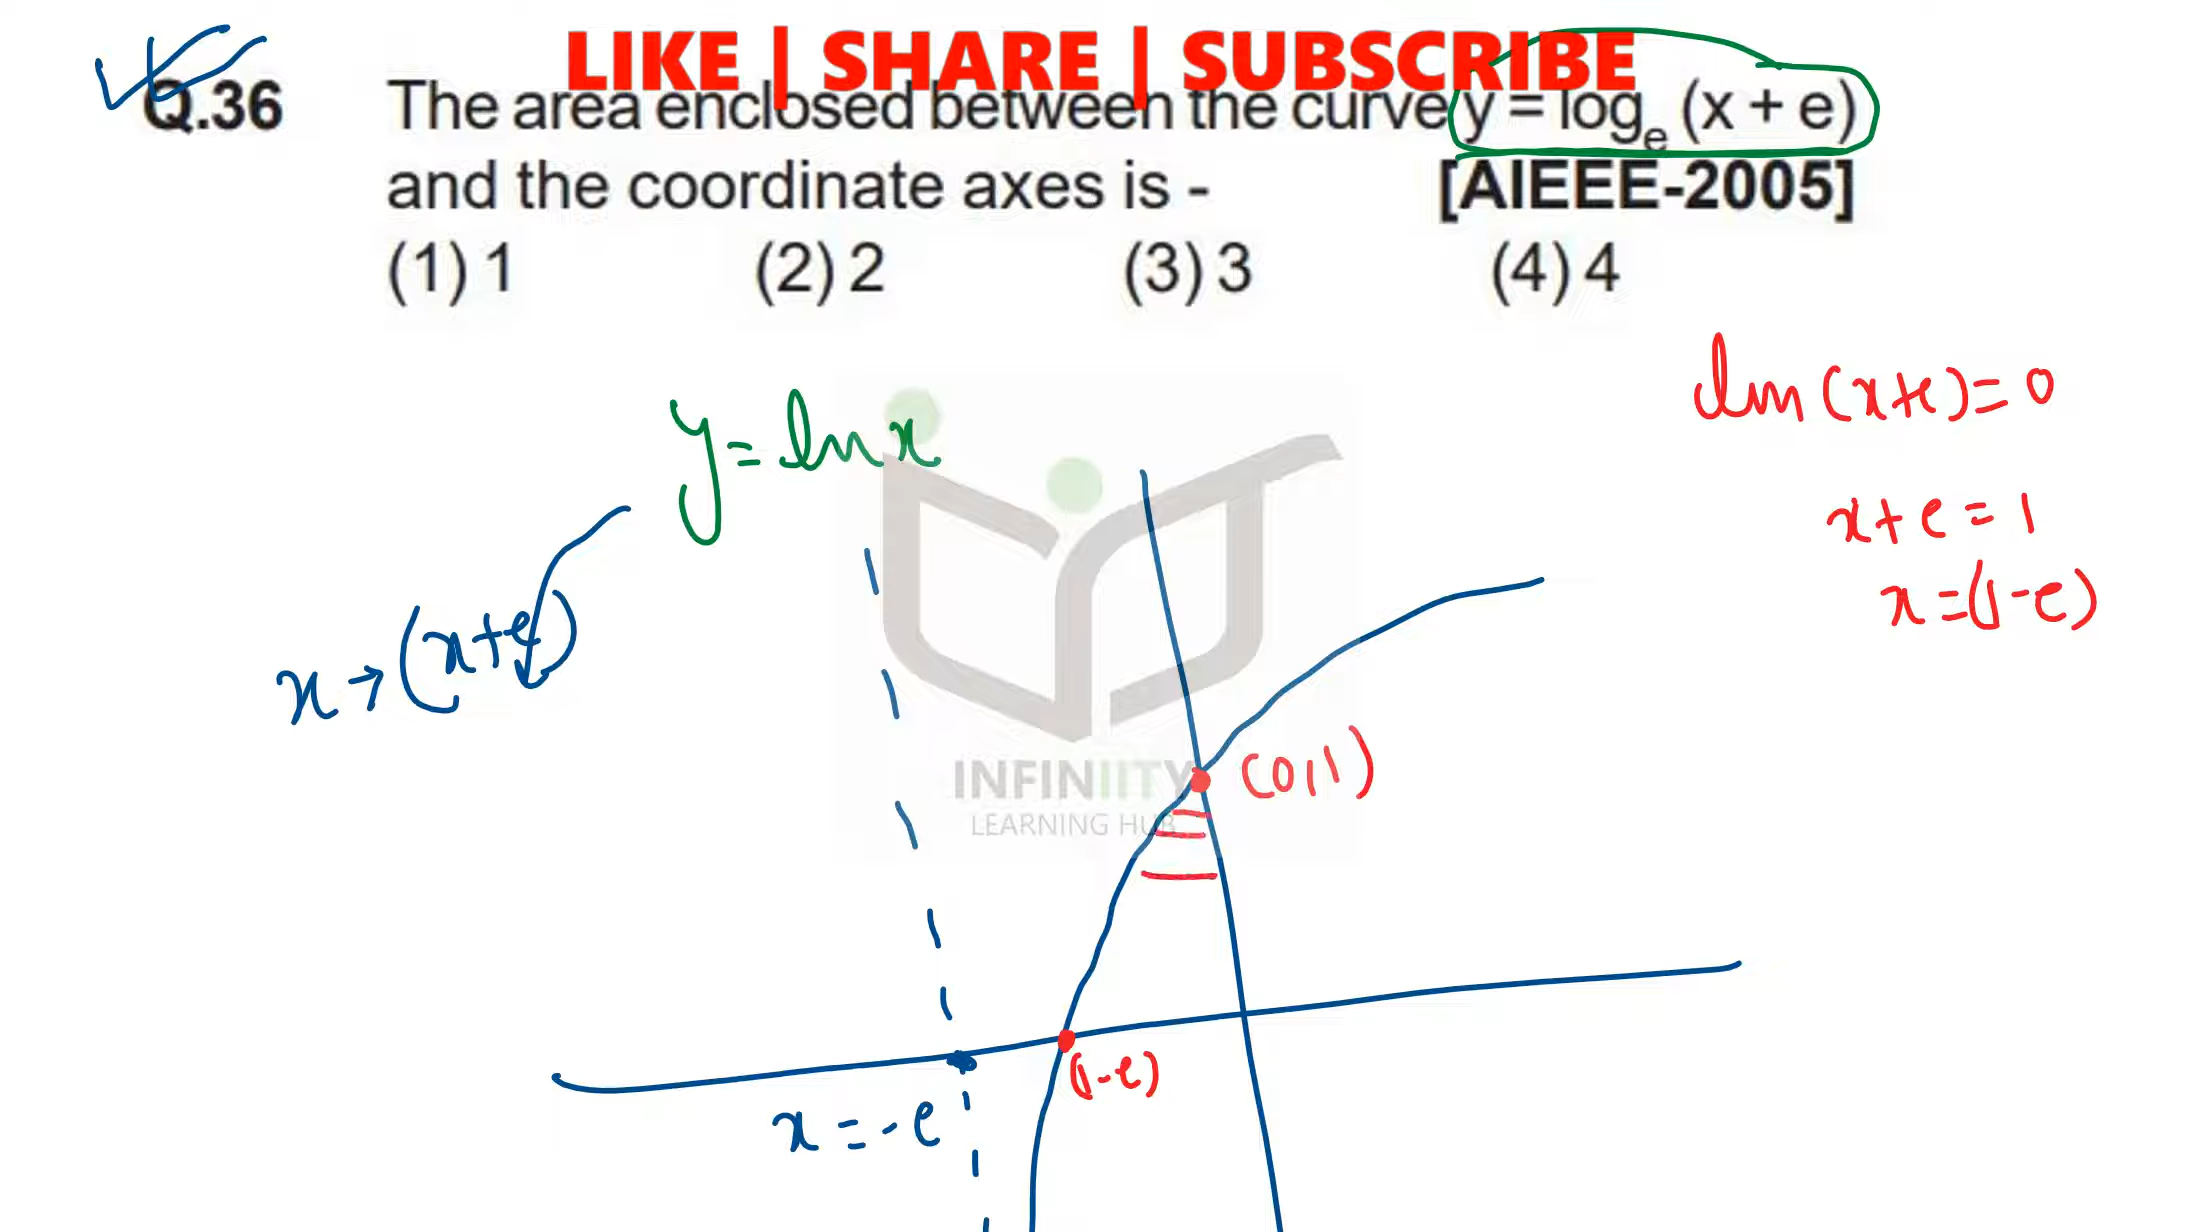 LIKE | SHARE | SUBSCRIBE
Q.36 The area enclosed between the curve y = logₑ (x + e)
and the coordinate axes is - [AIEEE-2005]
(1) 1 (2) 2 (3) 3 (4) 4
ln (x+e) = 0
y = ln x
x+e = 1
x = (1-e)
x → (x+e)
INFINIITY
LEARNING HUB
(0,1)
(1-e)
x = -e